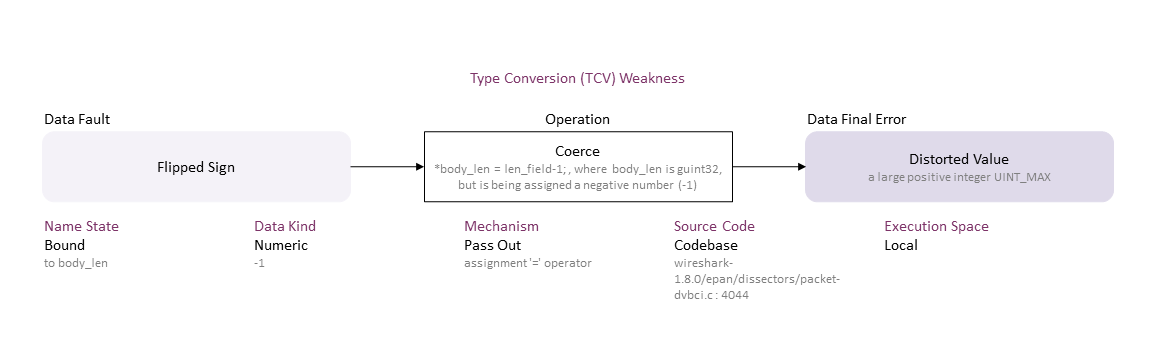 Type Conversion (TCV) Weakness
Data Fault
Operation
Data Final Error
Flipped Sign
Coerce
*body_len = len_field-1;, where body_len is guint32,
but is being assigned a negative number (-1)
Distorted Value
a large positive integer UINT_MAX
Name State
Data Kind
Mechanism
Source Code
Execution Space
Bound
Numeric
Pass Out
Codebase
Local
to body_len
-1
assignment '=' operator
wireshark-
1.8.0/epan/dissectors/packet-
dvbci.c : 4044